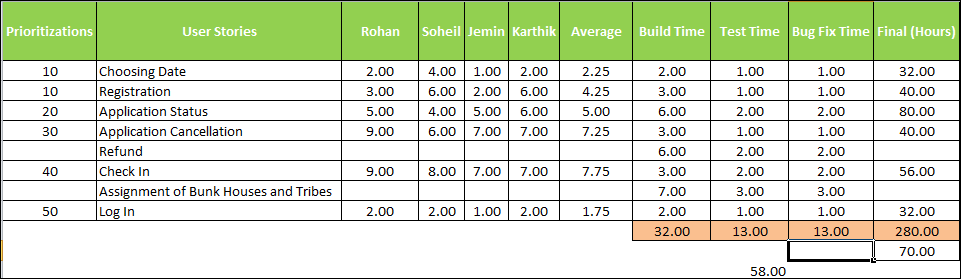 Prioritizations User Stories Rohan Soheil Jemin Karthik Average Build Time Test Time Bug Fix Time Final (Hours)
10 Choosing Date 2.00 4.00 1.00 2.00 2.25 2.00 1.00 1.00 32.00
10 Registration 3.00 6.00 2.00 6.00 4.25 3.00 1.00 1.00 40.00
20 Application Status 5.00 4.00 5.00 6.00 5.00 6.00 2.00 2.00 80.00
30 Application Cancellation 9.00 6.00 7.00 7.00 7.25 3.00 1.00 1.00 40.00
Refund 6.00 2.00 2.00
40 Check In 9.00 8.00 7.00 7.00 7.75 3.00 2.00 2.00 56.00
Assignment of Bunk Houses and Tribes 7.00 3.00 3.00
50 Log In 2.00 2.00 1.00 2.00 1.75 2.00 1.00 1.00 32.00
32.00 13.00 13.00 280.00
70.00
58.00